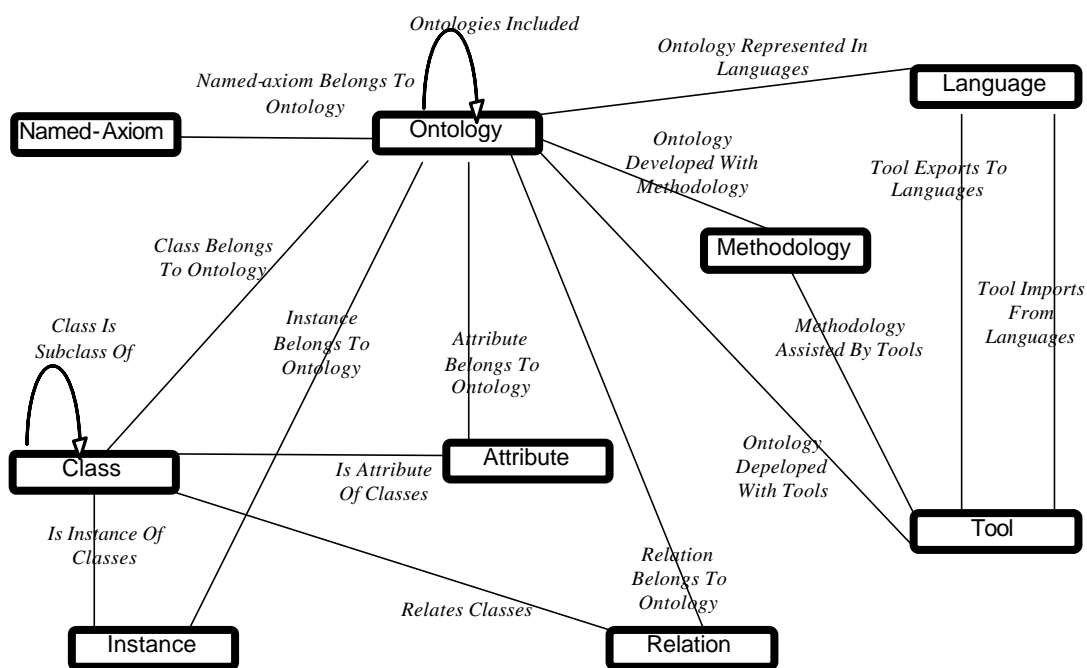 Ontologies Included
Ontology Represented In
Languages
Language
Named-axiom Belongs To
Ontology
Named-Axiom
Ontology
Ontology
Developed With
Methodology
Tool Exports To
Languages
Methodology
Class Belongs
To Ontology
Tool Imports
From
Languages
Class Is
Subclass Of
Instance
Belongs To
Ontology
Attribute
Belongs To
Ontology
Methodology
Assisted By Tools
Class
Is Attribute
Of Classes
Attribute
Ontology
Depeloped
With Tools
Tool
Is Instance Of
Classes
Relation
Belongs To
Ontology
Relates Classes
Instance
Relation